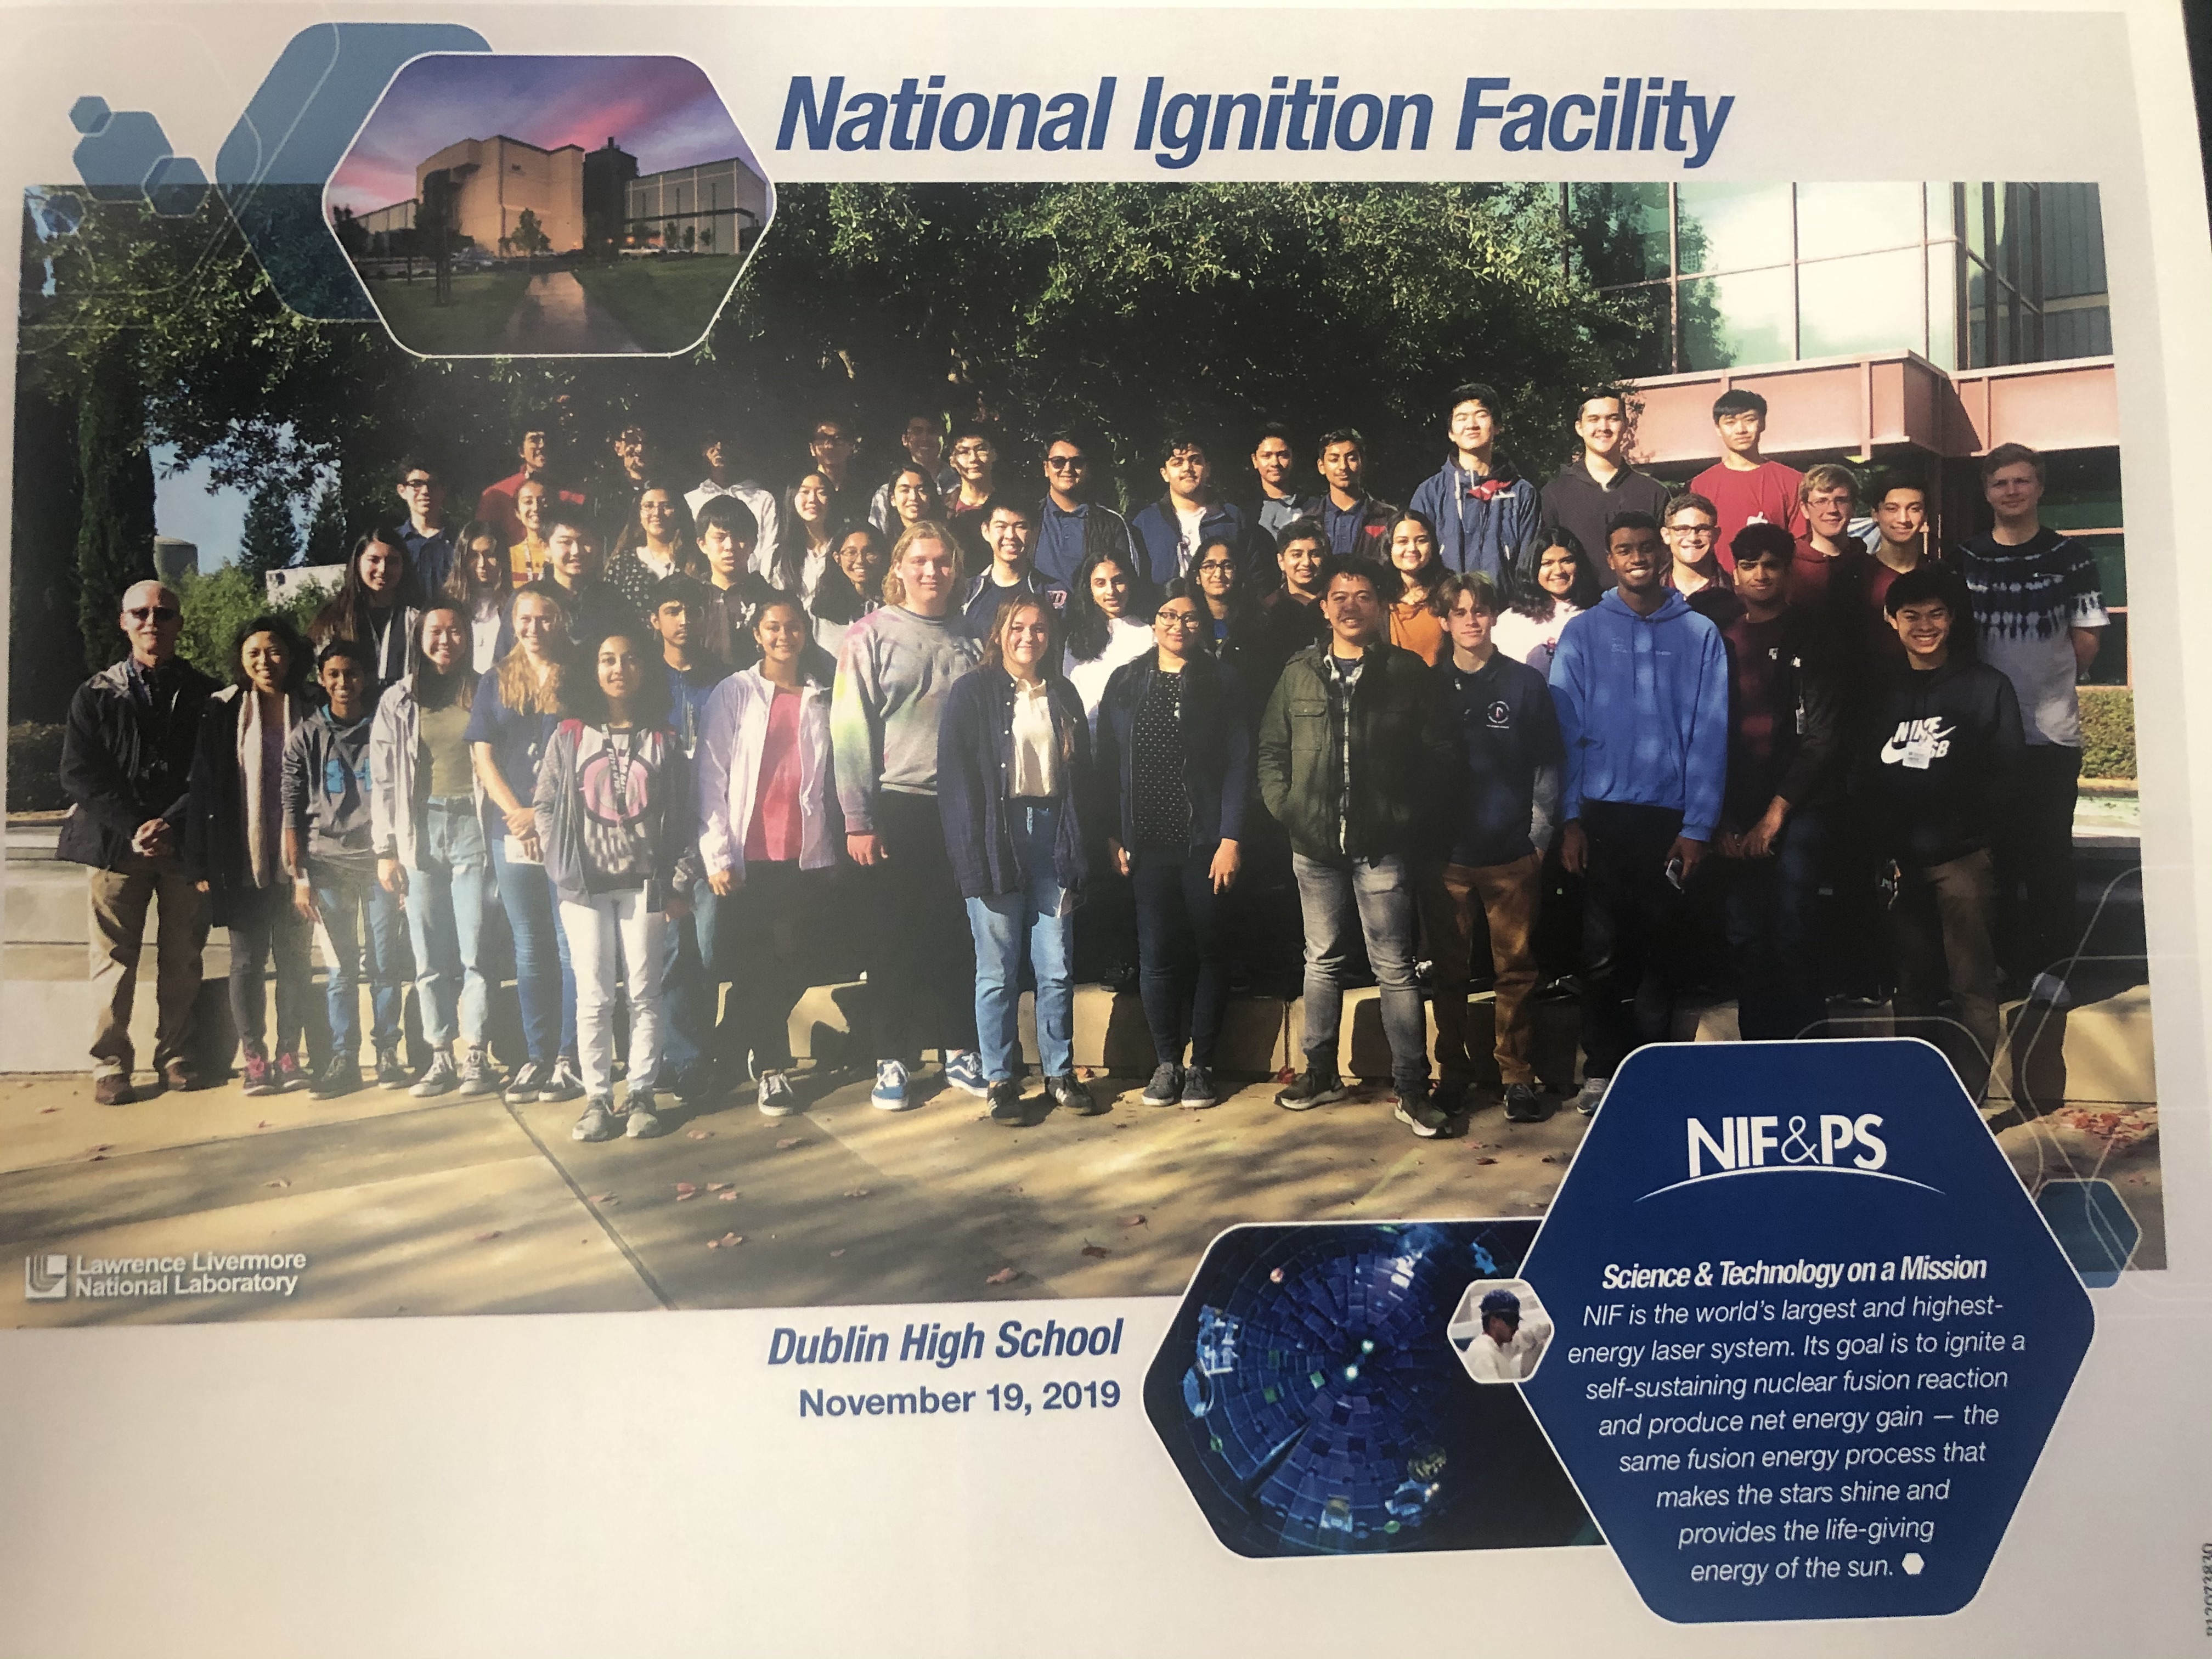 National Ignition Facility
NIKE
SB
Lawrence Livermore
National Laboratory
Dublin High School
November 19, 2019
NIF&PS
Science & Technology on a Mission
NIF is the world's largest and highest-
energy laser system. Its goal is to ignite a
self-sustaining nuclear fusion reaction
and produce net energy gain — the
same fusion energy process that
makes the stars shine and
provides the life-giving
energy of the sun.